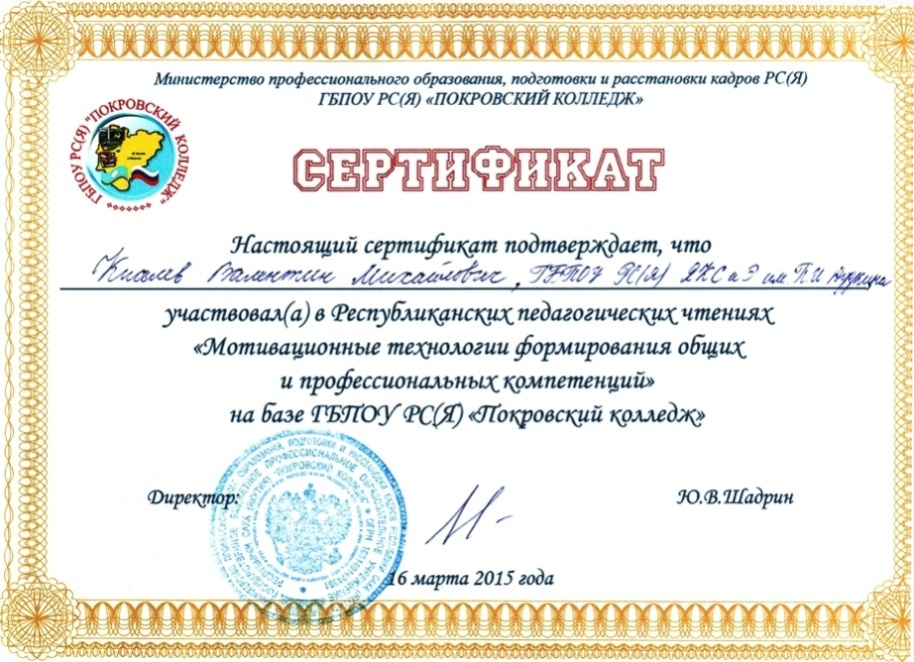 Министерство профессионального образования, подготовки и расстановки кадров РС(Я)
ГБПОУ РС(Я) «ПОКРОВСКИЙ КОЛЛЕДЖ»
ГБПОУ РС(Я) "ПОКРОВСКИЙ КОЛЛЕДЖ"
СЕРТИФИКАТ
Настоящий сертификат подтверждает, что
Валентин Михайлович, ГБПОУ РС(Я) ЯКС и Э им. П.И.
участвовал(а) в Республиканских педагогических чтениях
«Мотивационные технологии формирования общих
и профессиональных компетенций»
на базе ГБПОУ РС(Я) «Покровский колледж»
Директор:
Ю.В.Шадрин
16 марта 2015 года